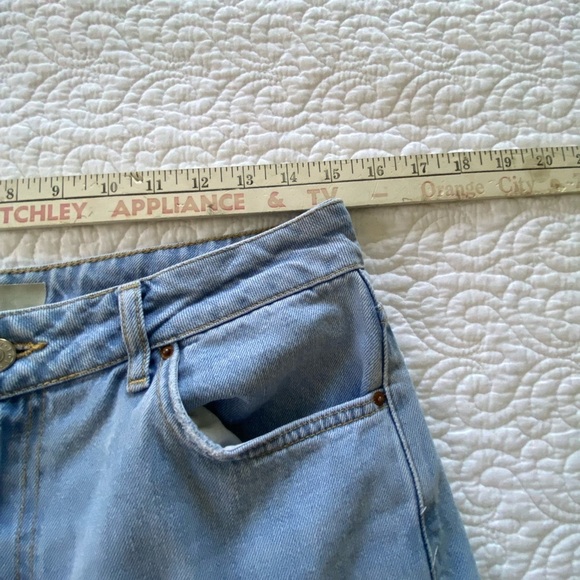 8 9 10 11 12 13 14 15 16 17 18 19 20
TCHLEY APPLIANCE & TV — Orange City